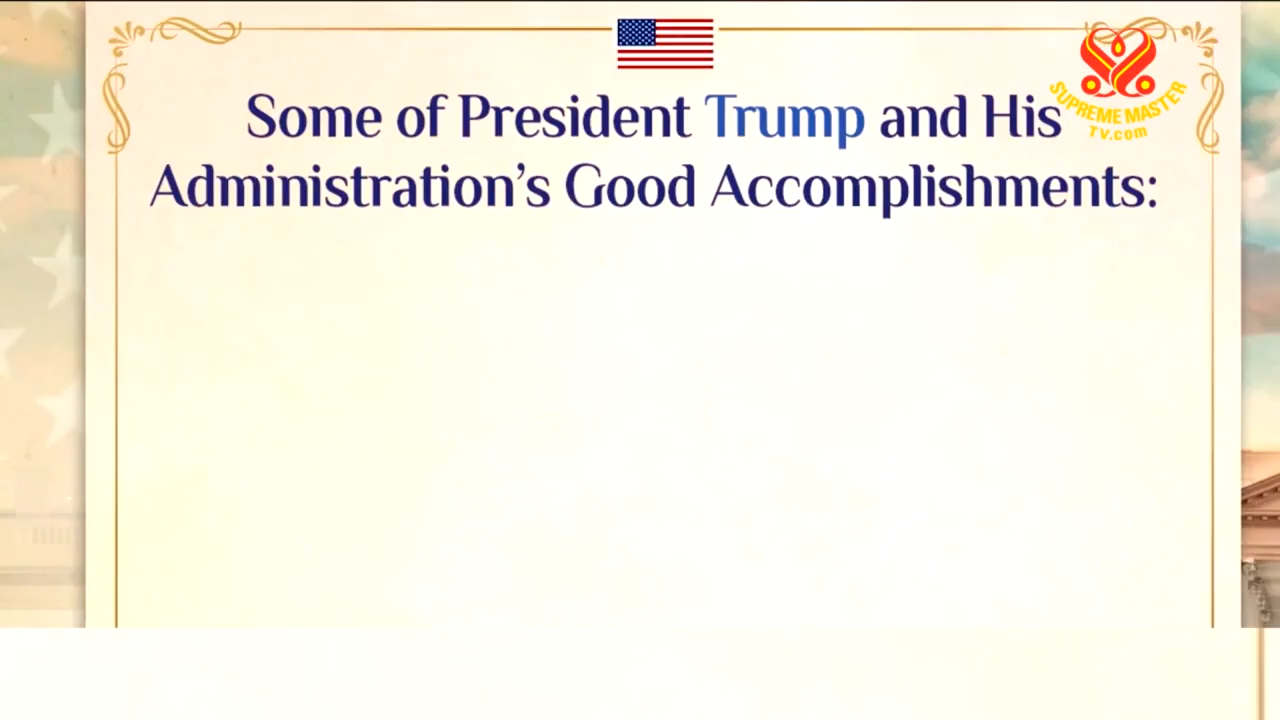 Some of President Trump and His
Administration's Good Accomplishments:
SUPREME MASTER
TV.com